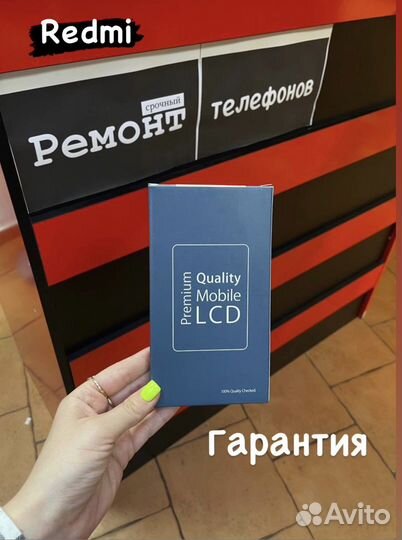 Redmi
срочный
Ремонт
телефонов
Premium
Quality
Mobile
LCD
100% Quality Checked.
Гарантия
Avito